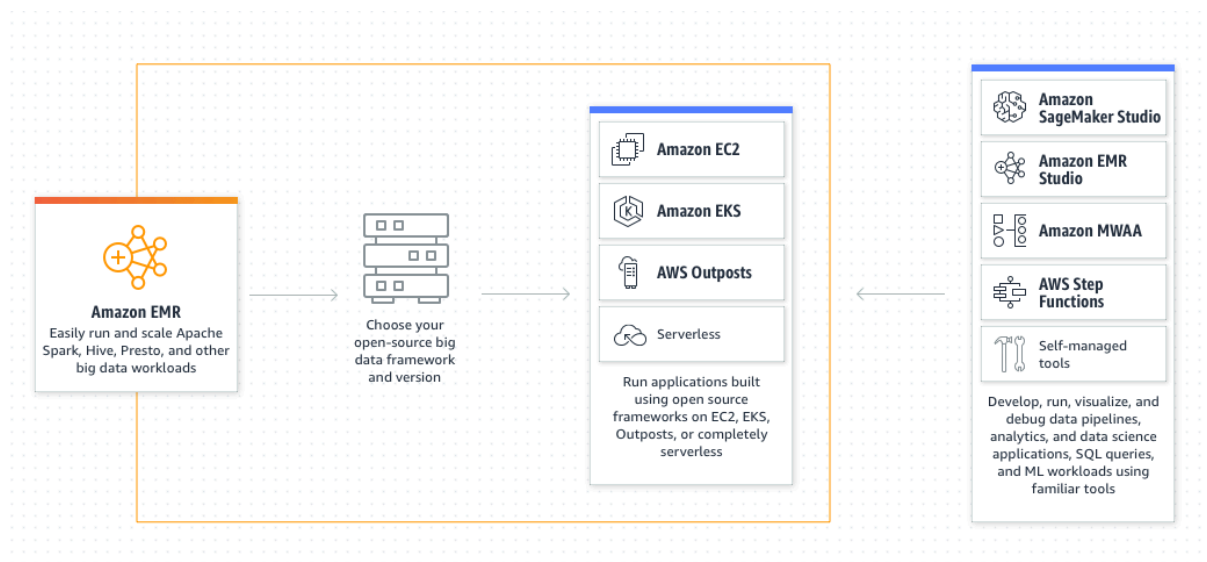 Amazon EMR
Easily run and scale Apache
Spark, Hive, Presto, and other
big data workloads
Choose your
open-source big
data framework
and version
Amazon EC2
Amazon EKS
AWS Outposts
Serverless
Run applications built
using open source
frameworks on EC2, EKS,
Outposts, or completely
serverless
Amazon
SageMaker Studio
Amazon EMR
Studio
Amazon MWAA
AWS Step
Functions
Self-managed
tools
Develop, run, visualize, and
debug data pipelines,
analytics, and data science
applications, SQL queries,
and ML workloads using
familiar tools